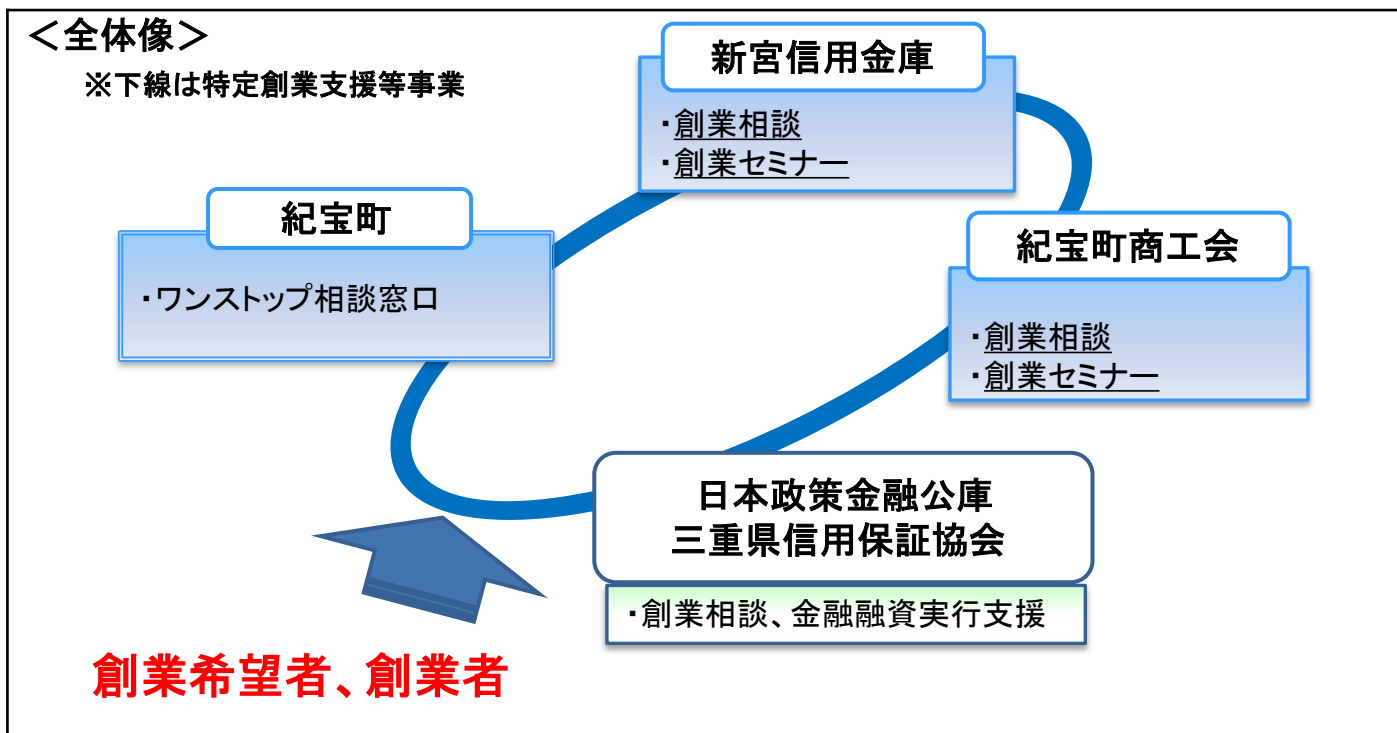 ＜全体像＞
※下線は特定創業支援等事業
新宮信用金庫
・創業相談
・創業セミナー
紀宝町
・ワンストップ相談窓口
紀宝町商工会
・創業相談
・創業セミナー
日本政策金融公庫
三重県信用保証協会
・創業相談、金融融資実行支援
創業希望者、創業者